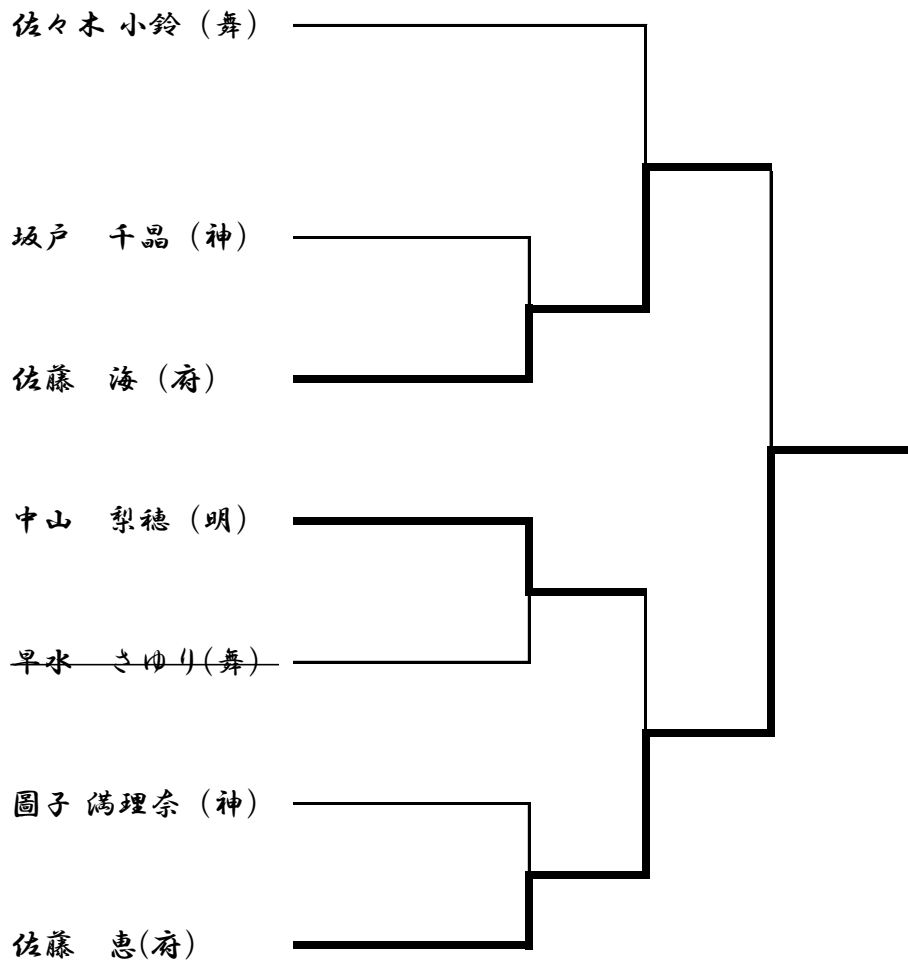 佐々木 小鈴（舞）
坂戸　千晶（神）
佐藤　海（府）
中山　梨穂（明）
早水　さゆり(舞）
圖子 満理奈（神）
佐藤　恵(府）